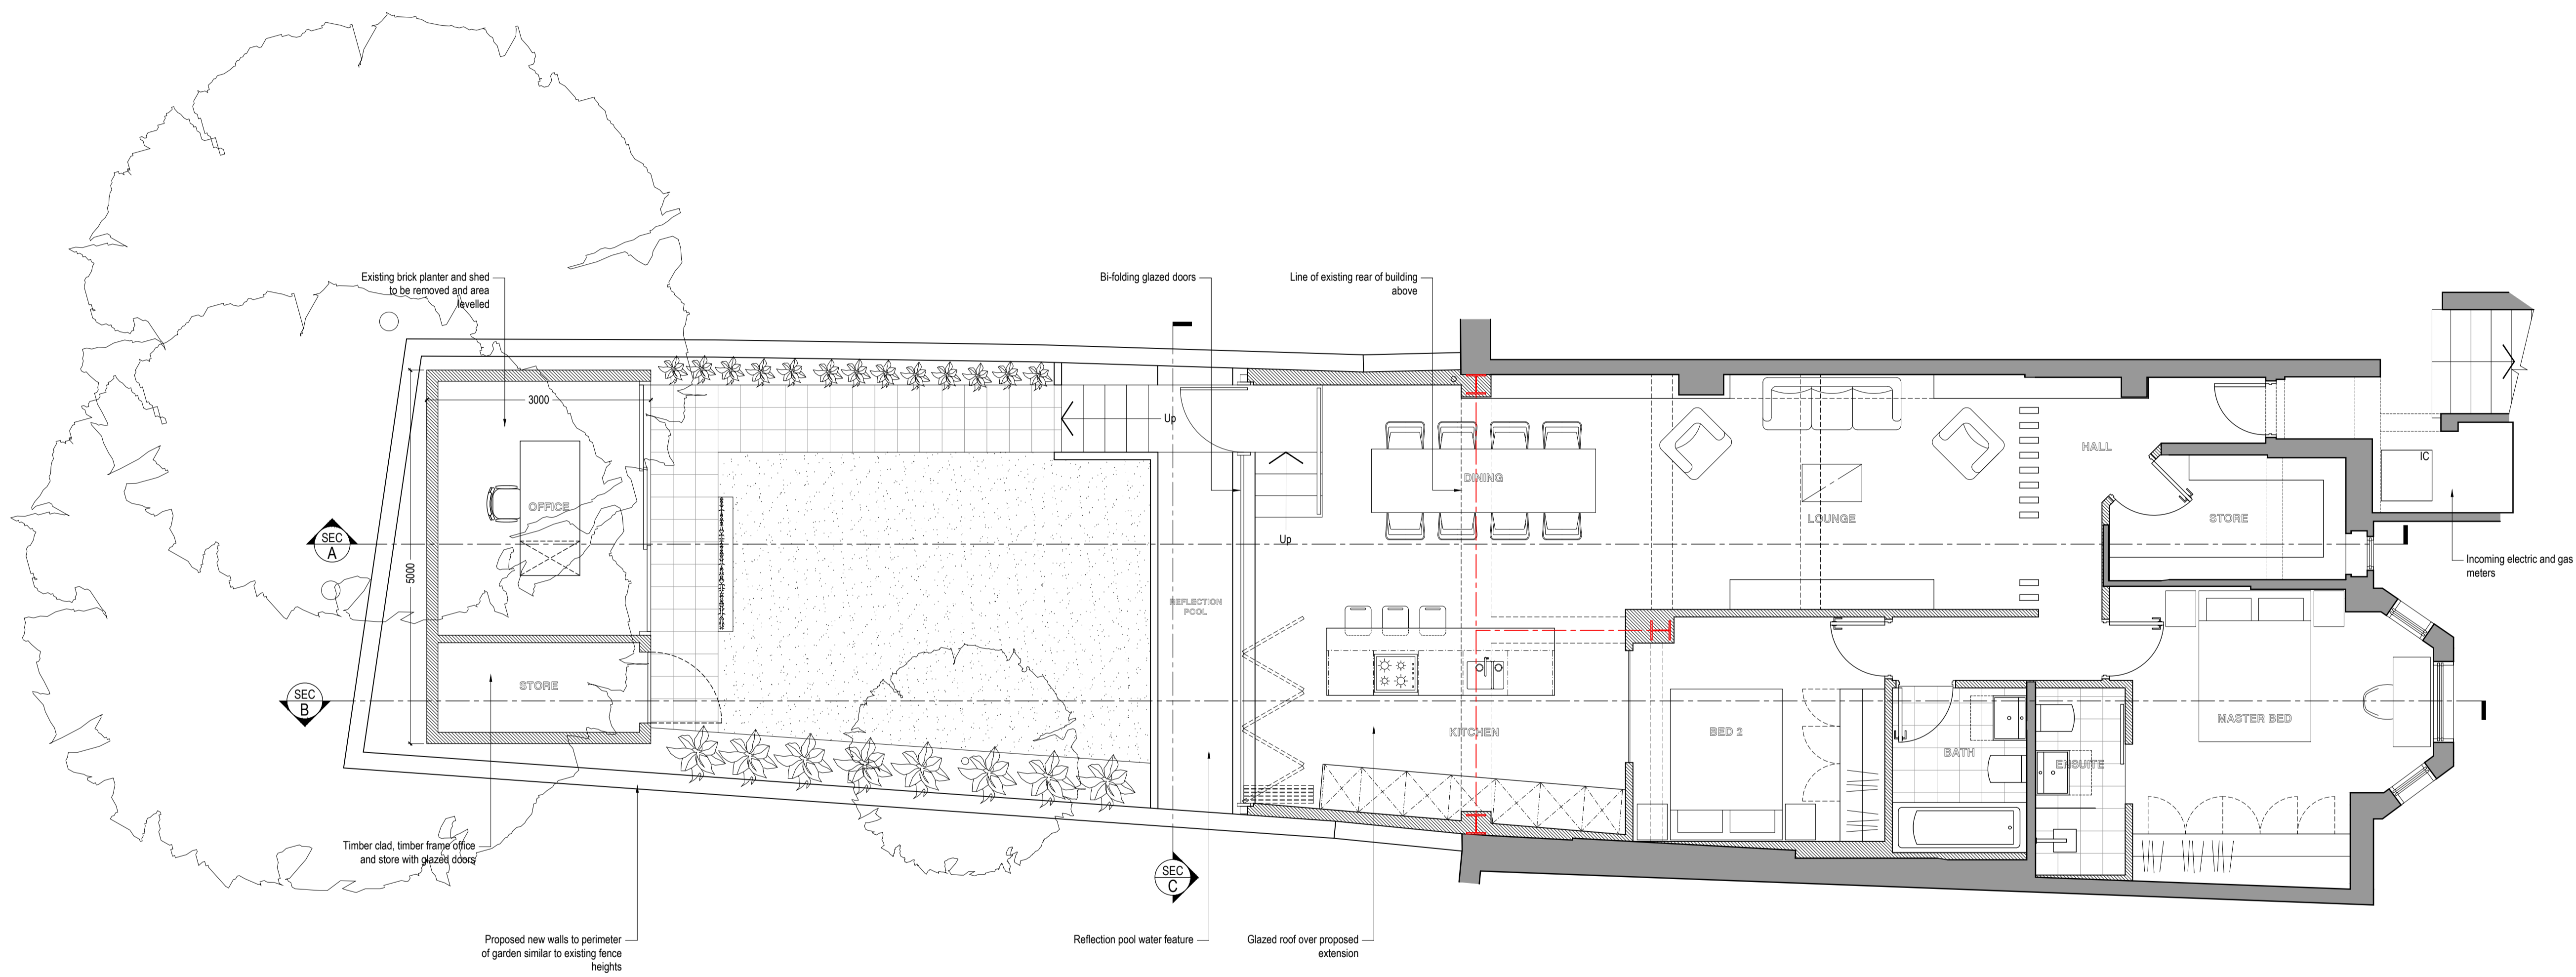 Existing brick planter and shed
to be removed and area
levelled
Bi-folding glazed doors
Line of existing rear of building
above
3000
Up
HALL
IC
DINING
OFFICE
LOUNGE
STORE
SEC
A
Up
Incoming electric and gas
meters
5000
REFLECTION
POOL
STORE
SEC
B
MASTER BED
KITCHEN
BED 2
BATH
ENSUITE
Timber clad, timber frame office
and store with glazed doors
SEC
C
Proposed new walls to perimeter
of garden similar to existing fence
heights
Reflection pool water feature
Glazed roof over proposed
extension